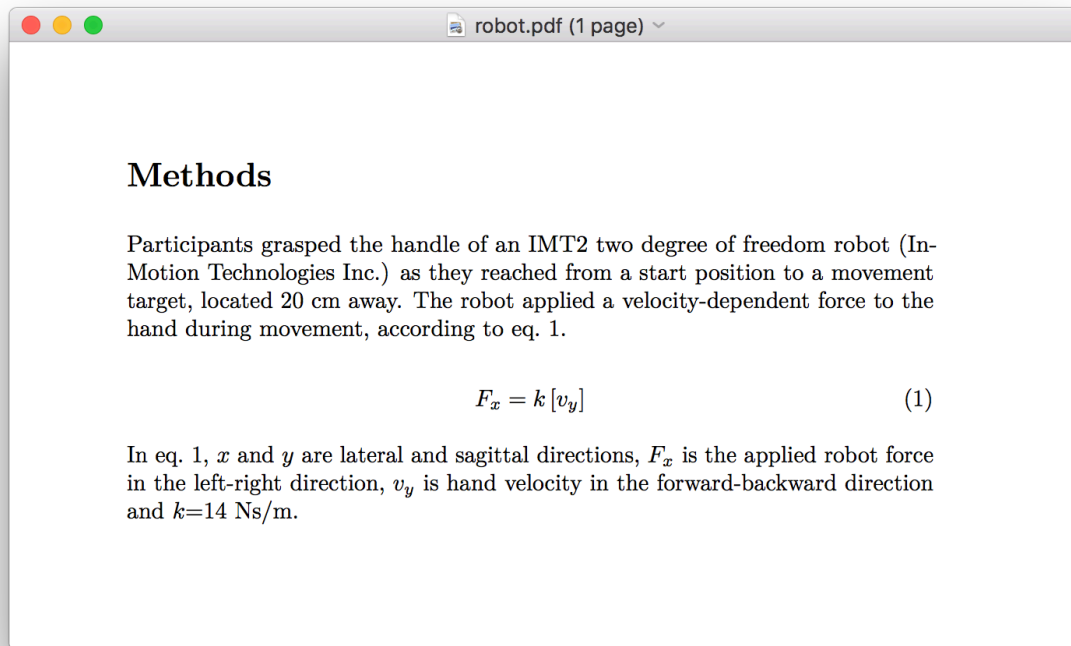 robot.pdf (1 page)
Methods
Participants grasped the handle of an IMT2 two degree of freedom robot (In-
Motion Technologies Inc.) as they reached from a start position to a movement
target, located 20 cm away. The robot applied a velocity-dependent force to the
hand during movement, according to eq. 1.
F_x = k [v_y] (1)
In eq. 1, x and y are lateral and sagittal directions, F_x is the applied robot force
in the left-right direction, v_y is hand velocity in the forward-backward direction
and k=14 Ns/m.